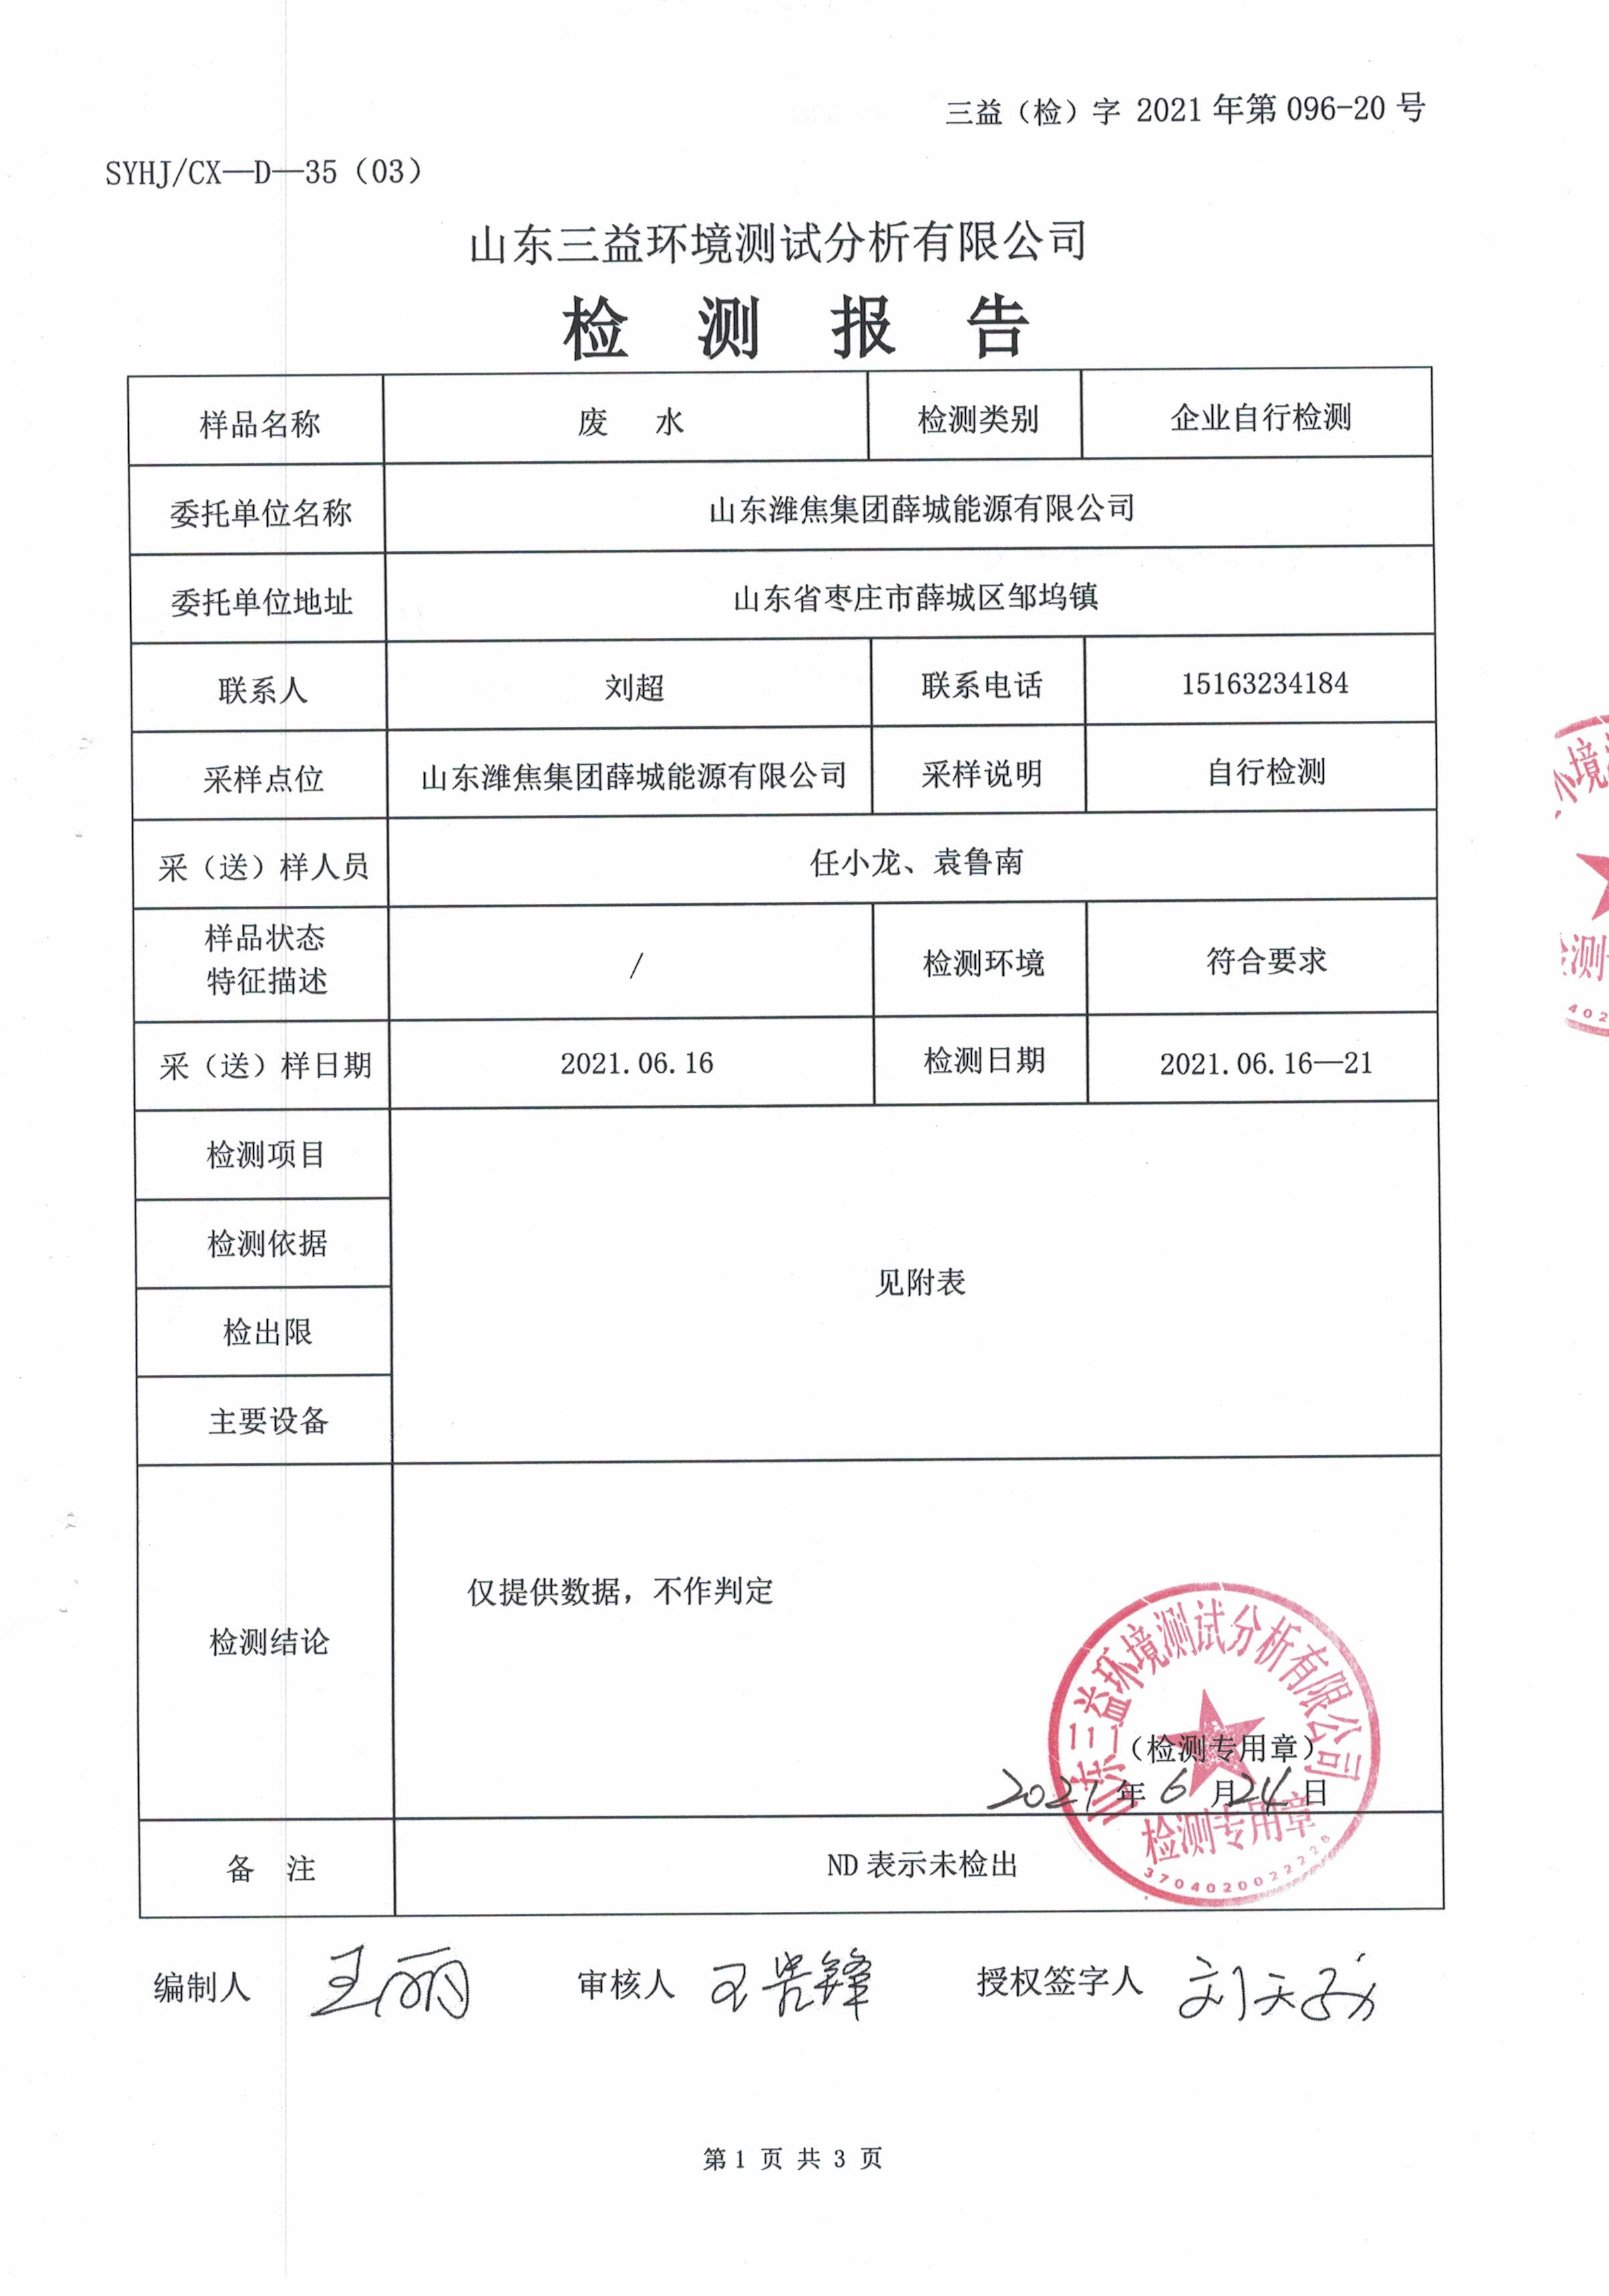 三益（检）字 2021 年第 096-20 号
SYHJ/CX—D—35（03）
山东三益环境测试分析有限公司
检 测 报 告
样品名称 废 水 检测类别 企业自行检测
委托单位名称 山东潍焦集团薛城能源有限公司
委托单位地址 山东省枣庄市薛城区邹坞镇
联系人 刘超 联系电话 15163234184
采样点位 山东潍焦集团薛城能源有限公司 采样说明 自行检测
采（送）样人员 任小龙、袁鲁南
样品状态
特征描述 / 检测环境 符合要求
采（送）样日期 2021.06.16 检测日期 2021.06.16—21
检测项目
检测依据
检出限
主要设备
见附表
检测结论
仅提供数据，不作判定
山东三益环境测试分析有限公司
（检测专用章）
2021 年 6 月 24 日
检测专用章
3704020022226
备 注 ND 表示未检出
编制人 王丽 审核人 授权签字人
第 1 页 共 3 页
境
检测
402